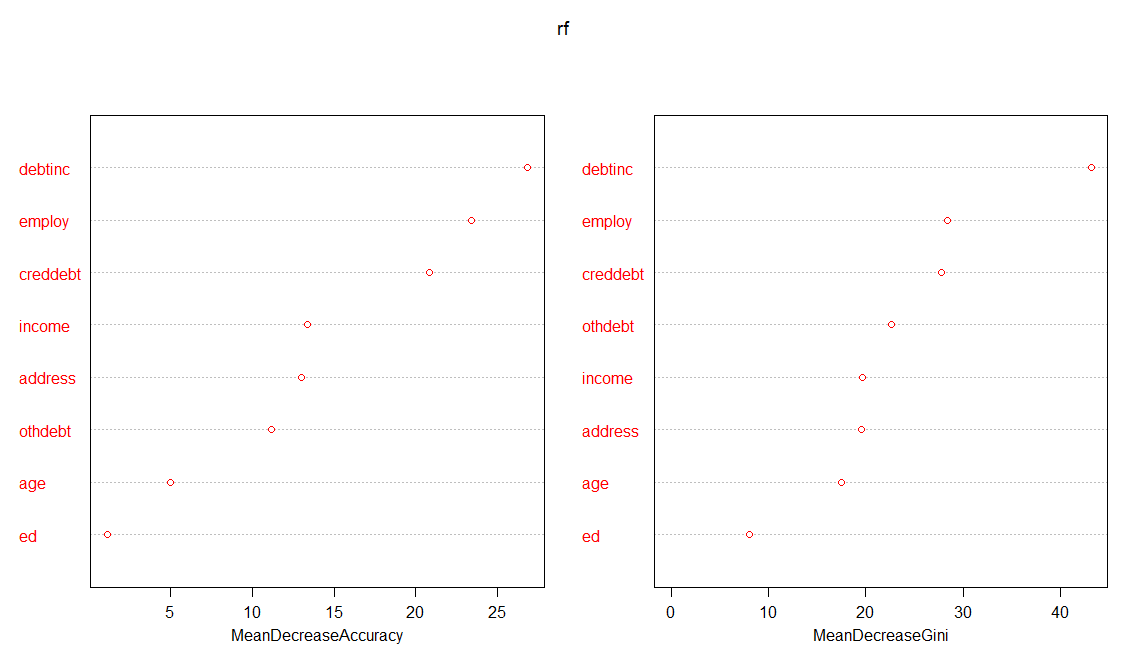 rf
debtinc
employ
creddebt
income
address
othdebt
age
ed
5 10 15 20 25
MeanDecreaseAccuracy
debtinc
employ
creddebt
othdebt
income
address
age
ed
0 10 20 30 40
MeanDecreaseGini